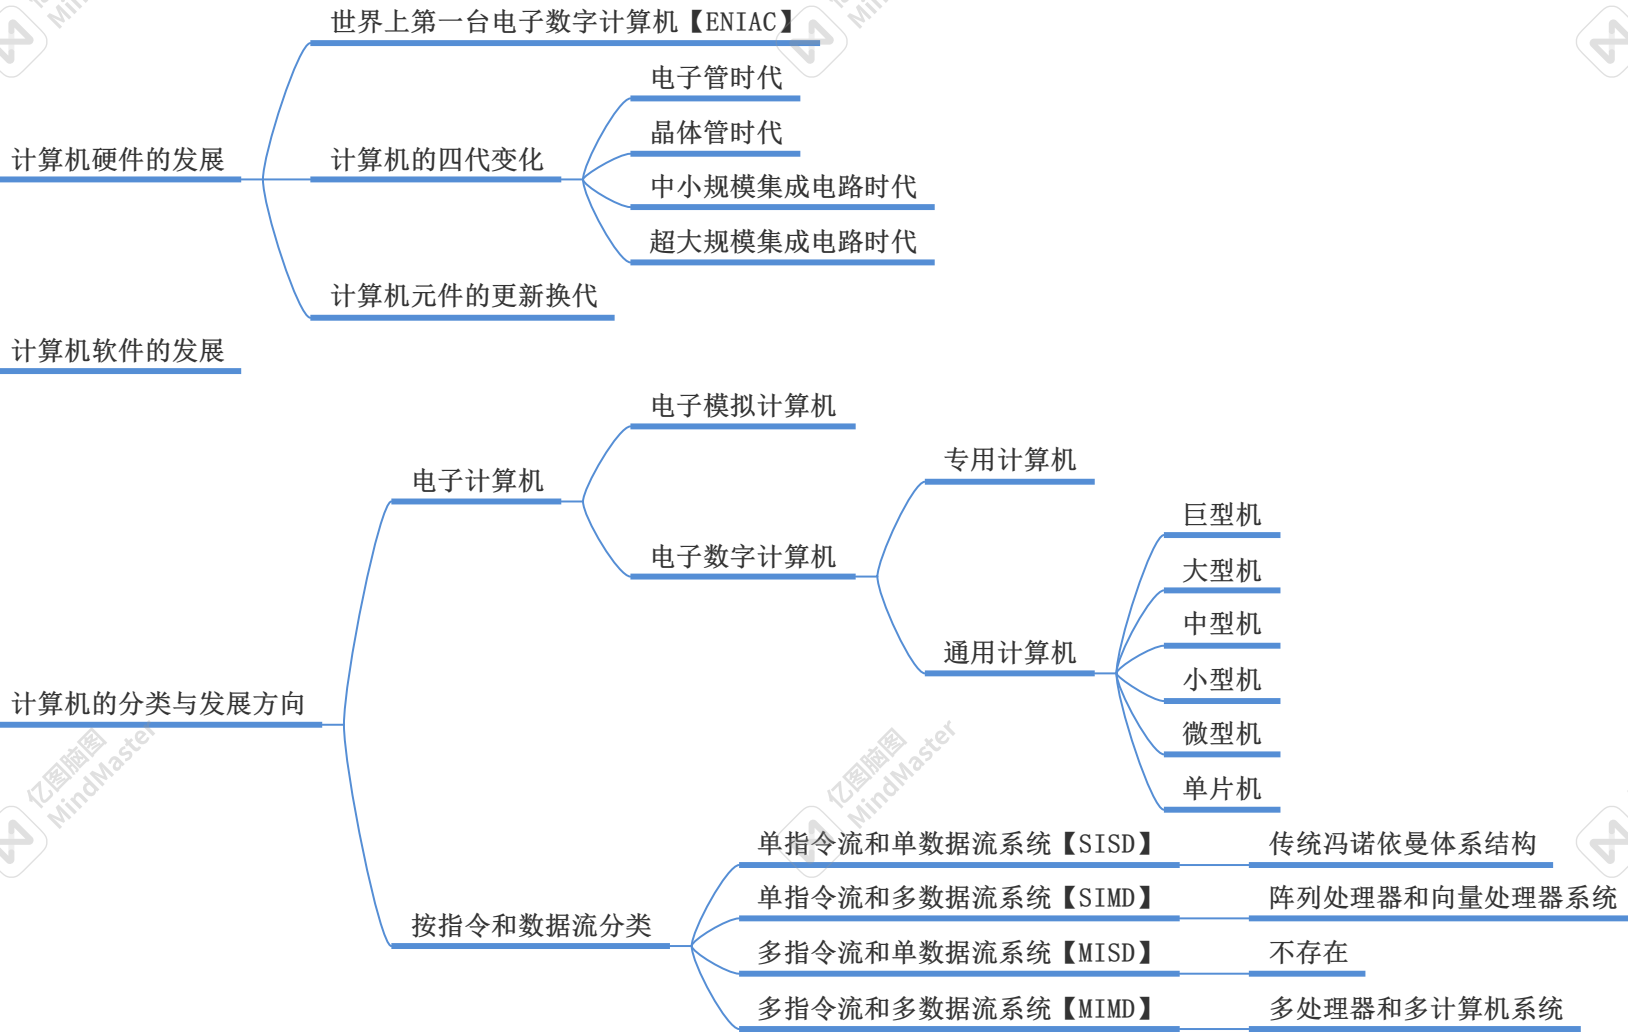 世界上第一台电子数字计算机【ENIAC】
电子管时代
晶体管时代
计算机硬件的发展
计算机的四代变化
中小规模集成电路时代
超大规模集成电路时代
计算机元件的更新换代
计算机软件的发展
电子模拟计算机
专用计算机
电子计算机
巨型机
电子数字计算机
大型机
中型机
通用计算机
小型机
计算机的分类与发展方向
微型机
单片机
单指令流和单数据流系统【SISD】
传统冯诺依曼体系结构
单指令流和多数据流系统【SIMD】
阵列处理器和向量处理器系统
按指令和数据流分类
多指令流和单数据流系统【MISD】
不存在
多指令流和多数据流系统【MIMD】
多处理器和多计算机系统
亿图脑图
MindMaster
亿图脑图
MindMaster